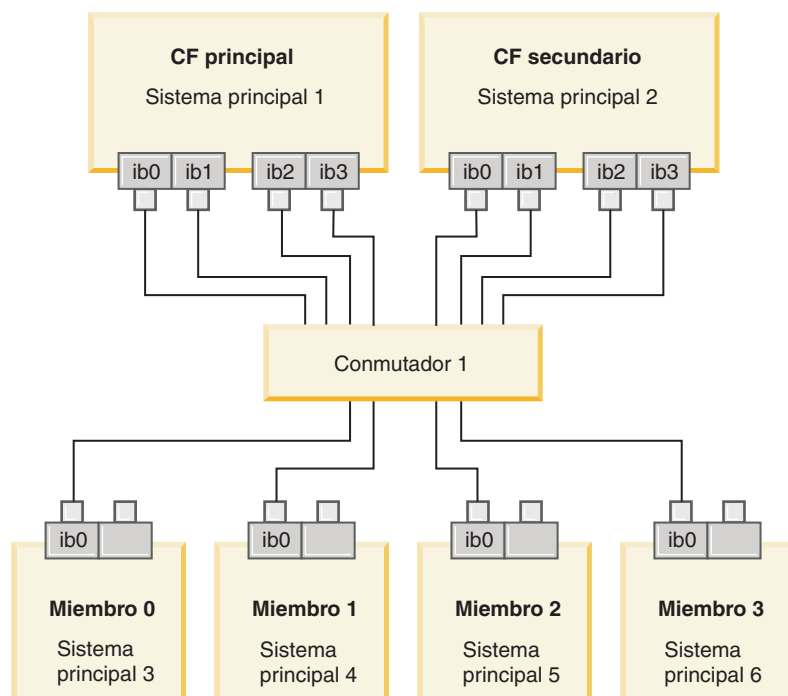 CF principal
Sistema principal 1
CF secundario
Sistema principal 2
ib0 ib1 ib2 ib3
ib0 ib1 ib2 ib3
Conmutador 1
ib0
ib0
ib0
ib0
Miembro 0
Sistema
principal 3
Miembro 1
Sistema
principal 4
Miembro 2
Sistema
principal 5
Miembro 3
Sistema
principal 6